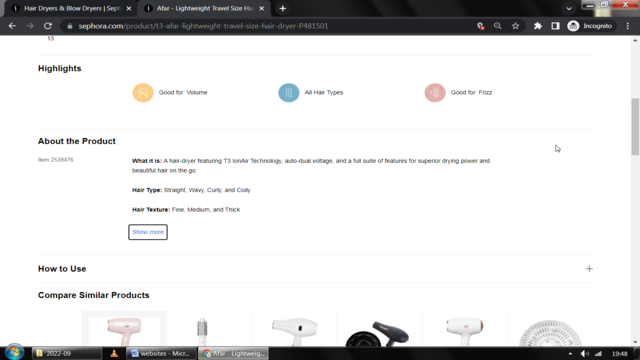 Hair Dryers & Blow Dryers | Seph
Afar - Lightweight Travel Size Hai
sephora.com/product/t3-afar-lightweight-travel-size-hair-dryer-P481501
Incognito
13
Highlights
Good for: Volume
All Hair Types
Good for: Frizz
About the Product
Item 2539476
What it is: A hair-dryer featuring T3 IonAir Technology, auto-dual voltage, and a full suite of features for superior drying power and
beautiful hair on the go.
Hair Type: Straight, Wavy, Curly, and Coily
Hair Texture: Fine, Medium, and Thick
Show more
How to Use
Compare Similar Products
2022-09
websites - Micr...
Afar - Lightweig...
19:48